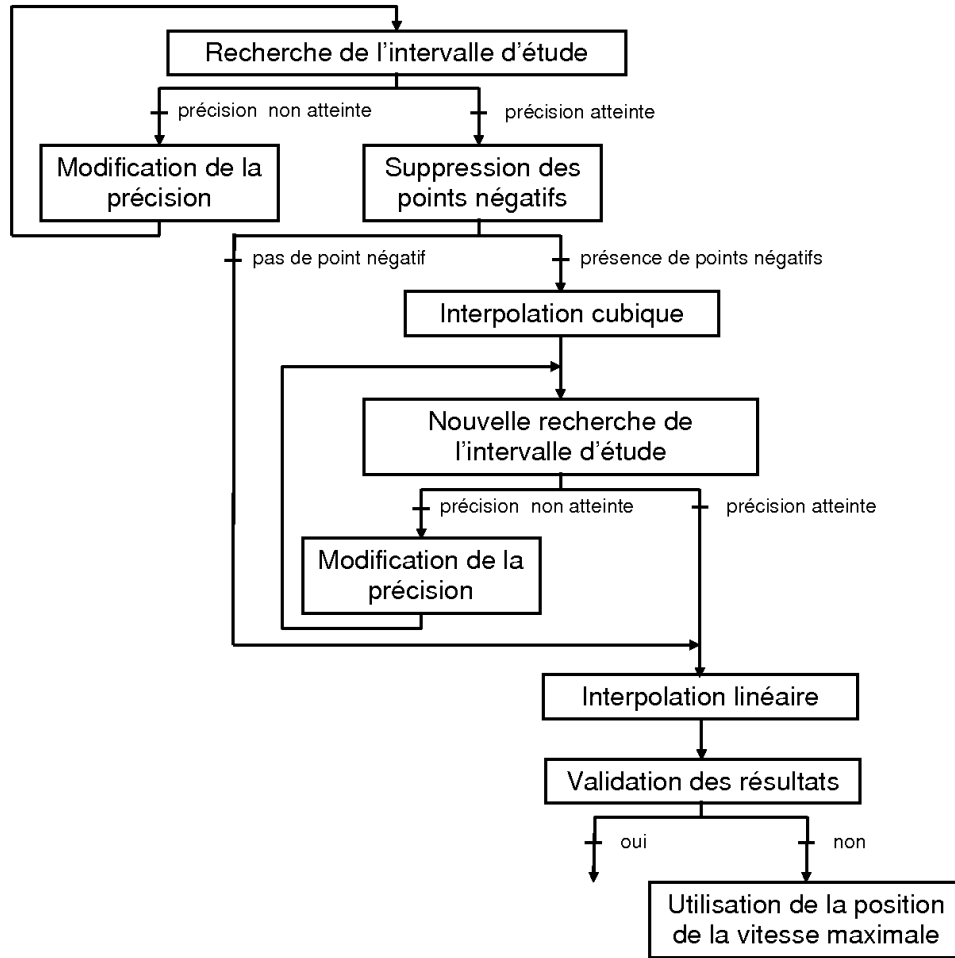 Recherche de l'intervalle d'étude
précision non atteinte
précision atteinte
Modification de la
précision
Suppression des
points négatifs
pas de point négatif
présence de points négatifs
Interpolation cubique
Nouvelle recherche de
l'intervalle d'étude
précision non atteinte
précision atteinte
Modification de la
précision
Interpolation linéaire
Validation des résultats
oui
non
Utilisation de la position
de la vitesse maximale